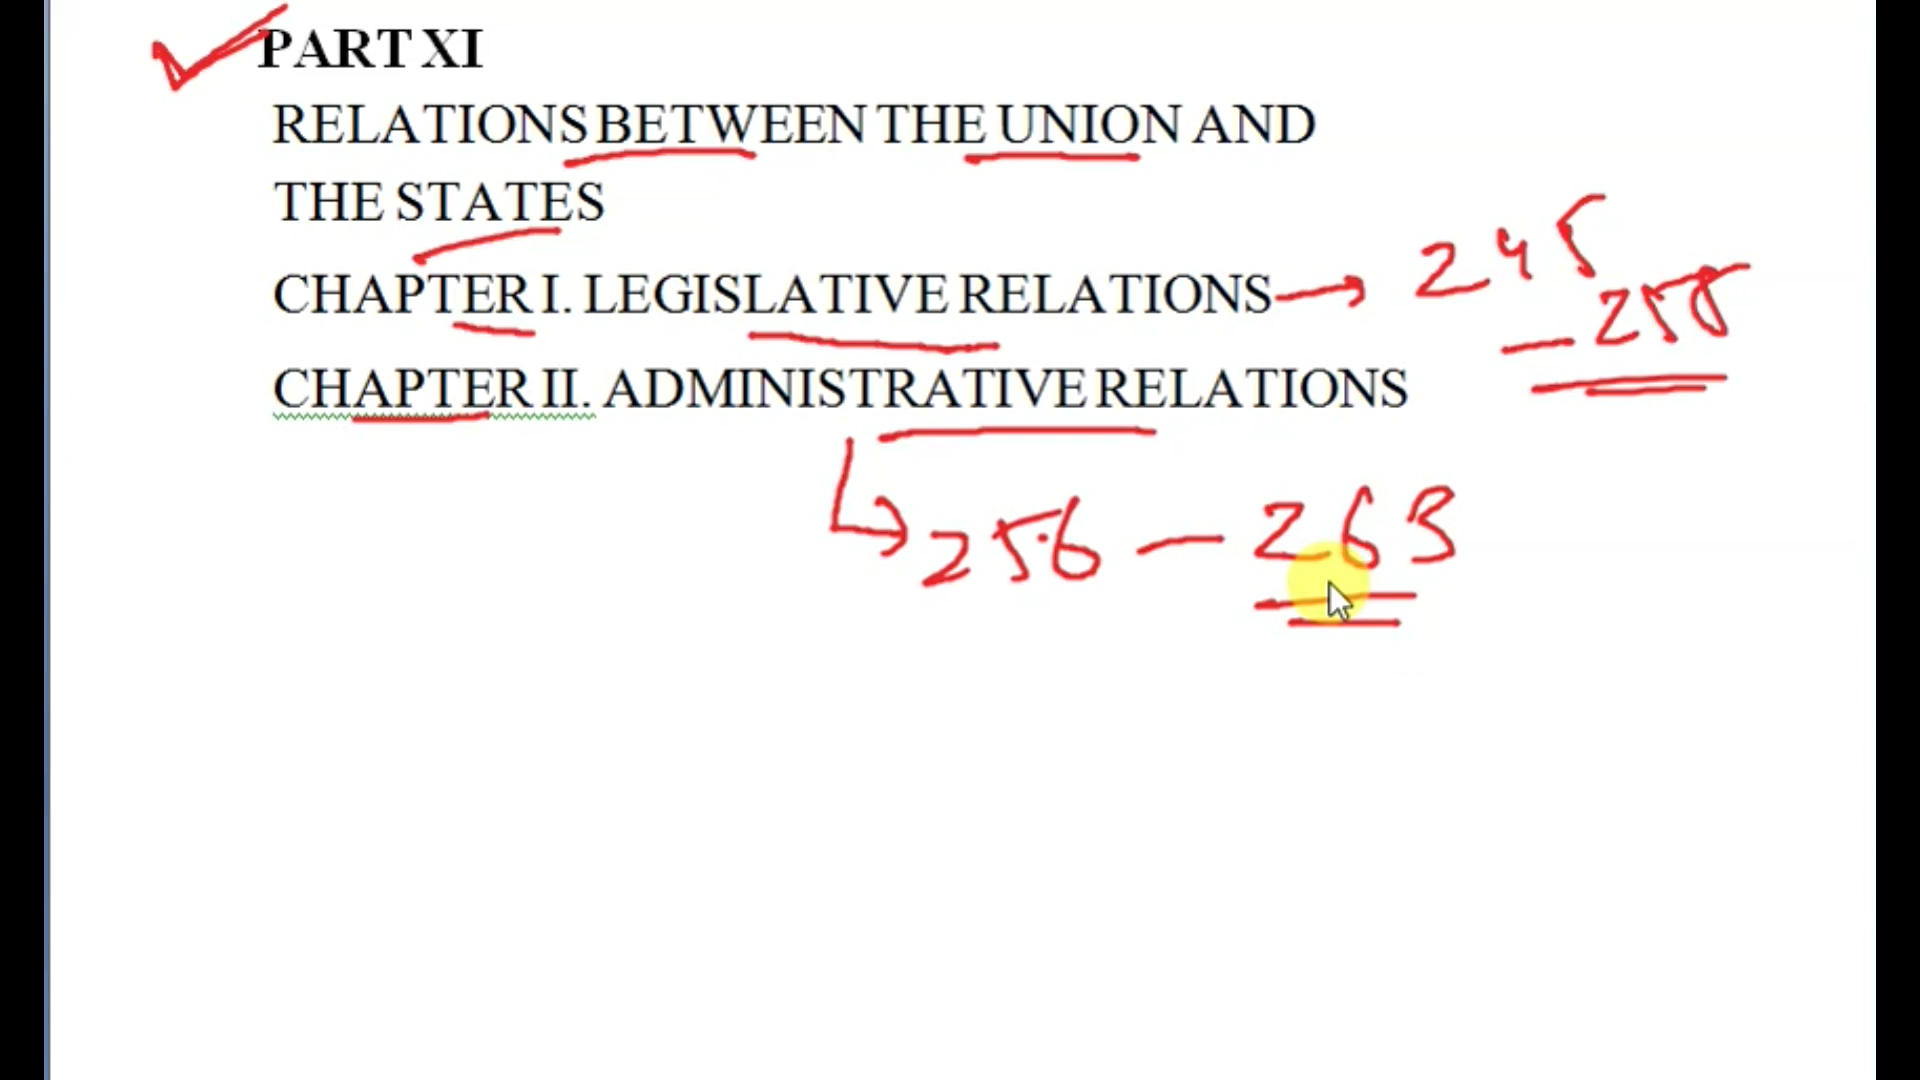 PART XI
RELATIONS BETWEEN THE UNION AND
THE STATES
CHAPTER I. LEGISLATIVE RELATIONS → 245
– 255
CHAPTER II. ADMINISTRATIVE RELATIONS
256 – 263